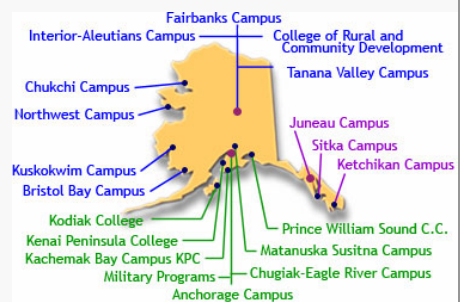 Fairbanks Campus
Interior-Aleutians Campus
College of Rural and
Community Development
Tanana Valley Campus
Chukchi Campus
Northwest Campus
Juneau Campus
Sitka Campus
Ketchikan Campus
Kuskokwim Campus
Bristol Bay Campus
Kodiak College
Prince William Sound C.C.
Kenai Peninsula College
Matanuska Susitna Campus
Kachemak Bay Campus KPC
Chugiak-Eagle River Campus
Military Programs
Anchorage Campus